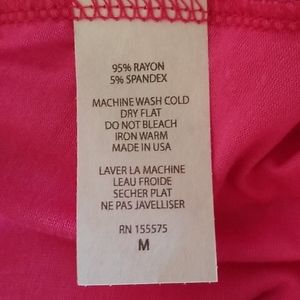 95% RAYON
5% SPANDEX
MACHINE WASH COLD
DRY FLAT
DO NOT BLEACH
IRON WARM
MADE IN USA
LAVER LA MACHINE
LEAU FROIDE
SECHER PLAT
NE PAS JAVELLISER
RN 155575
M